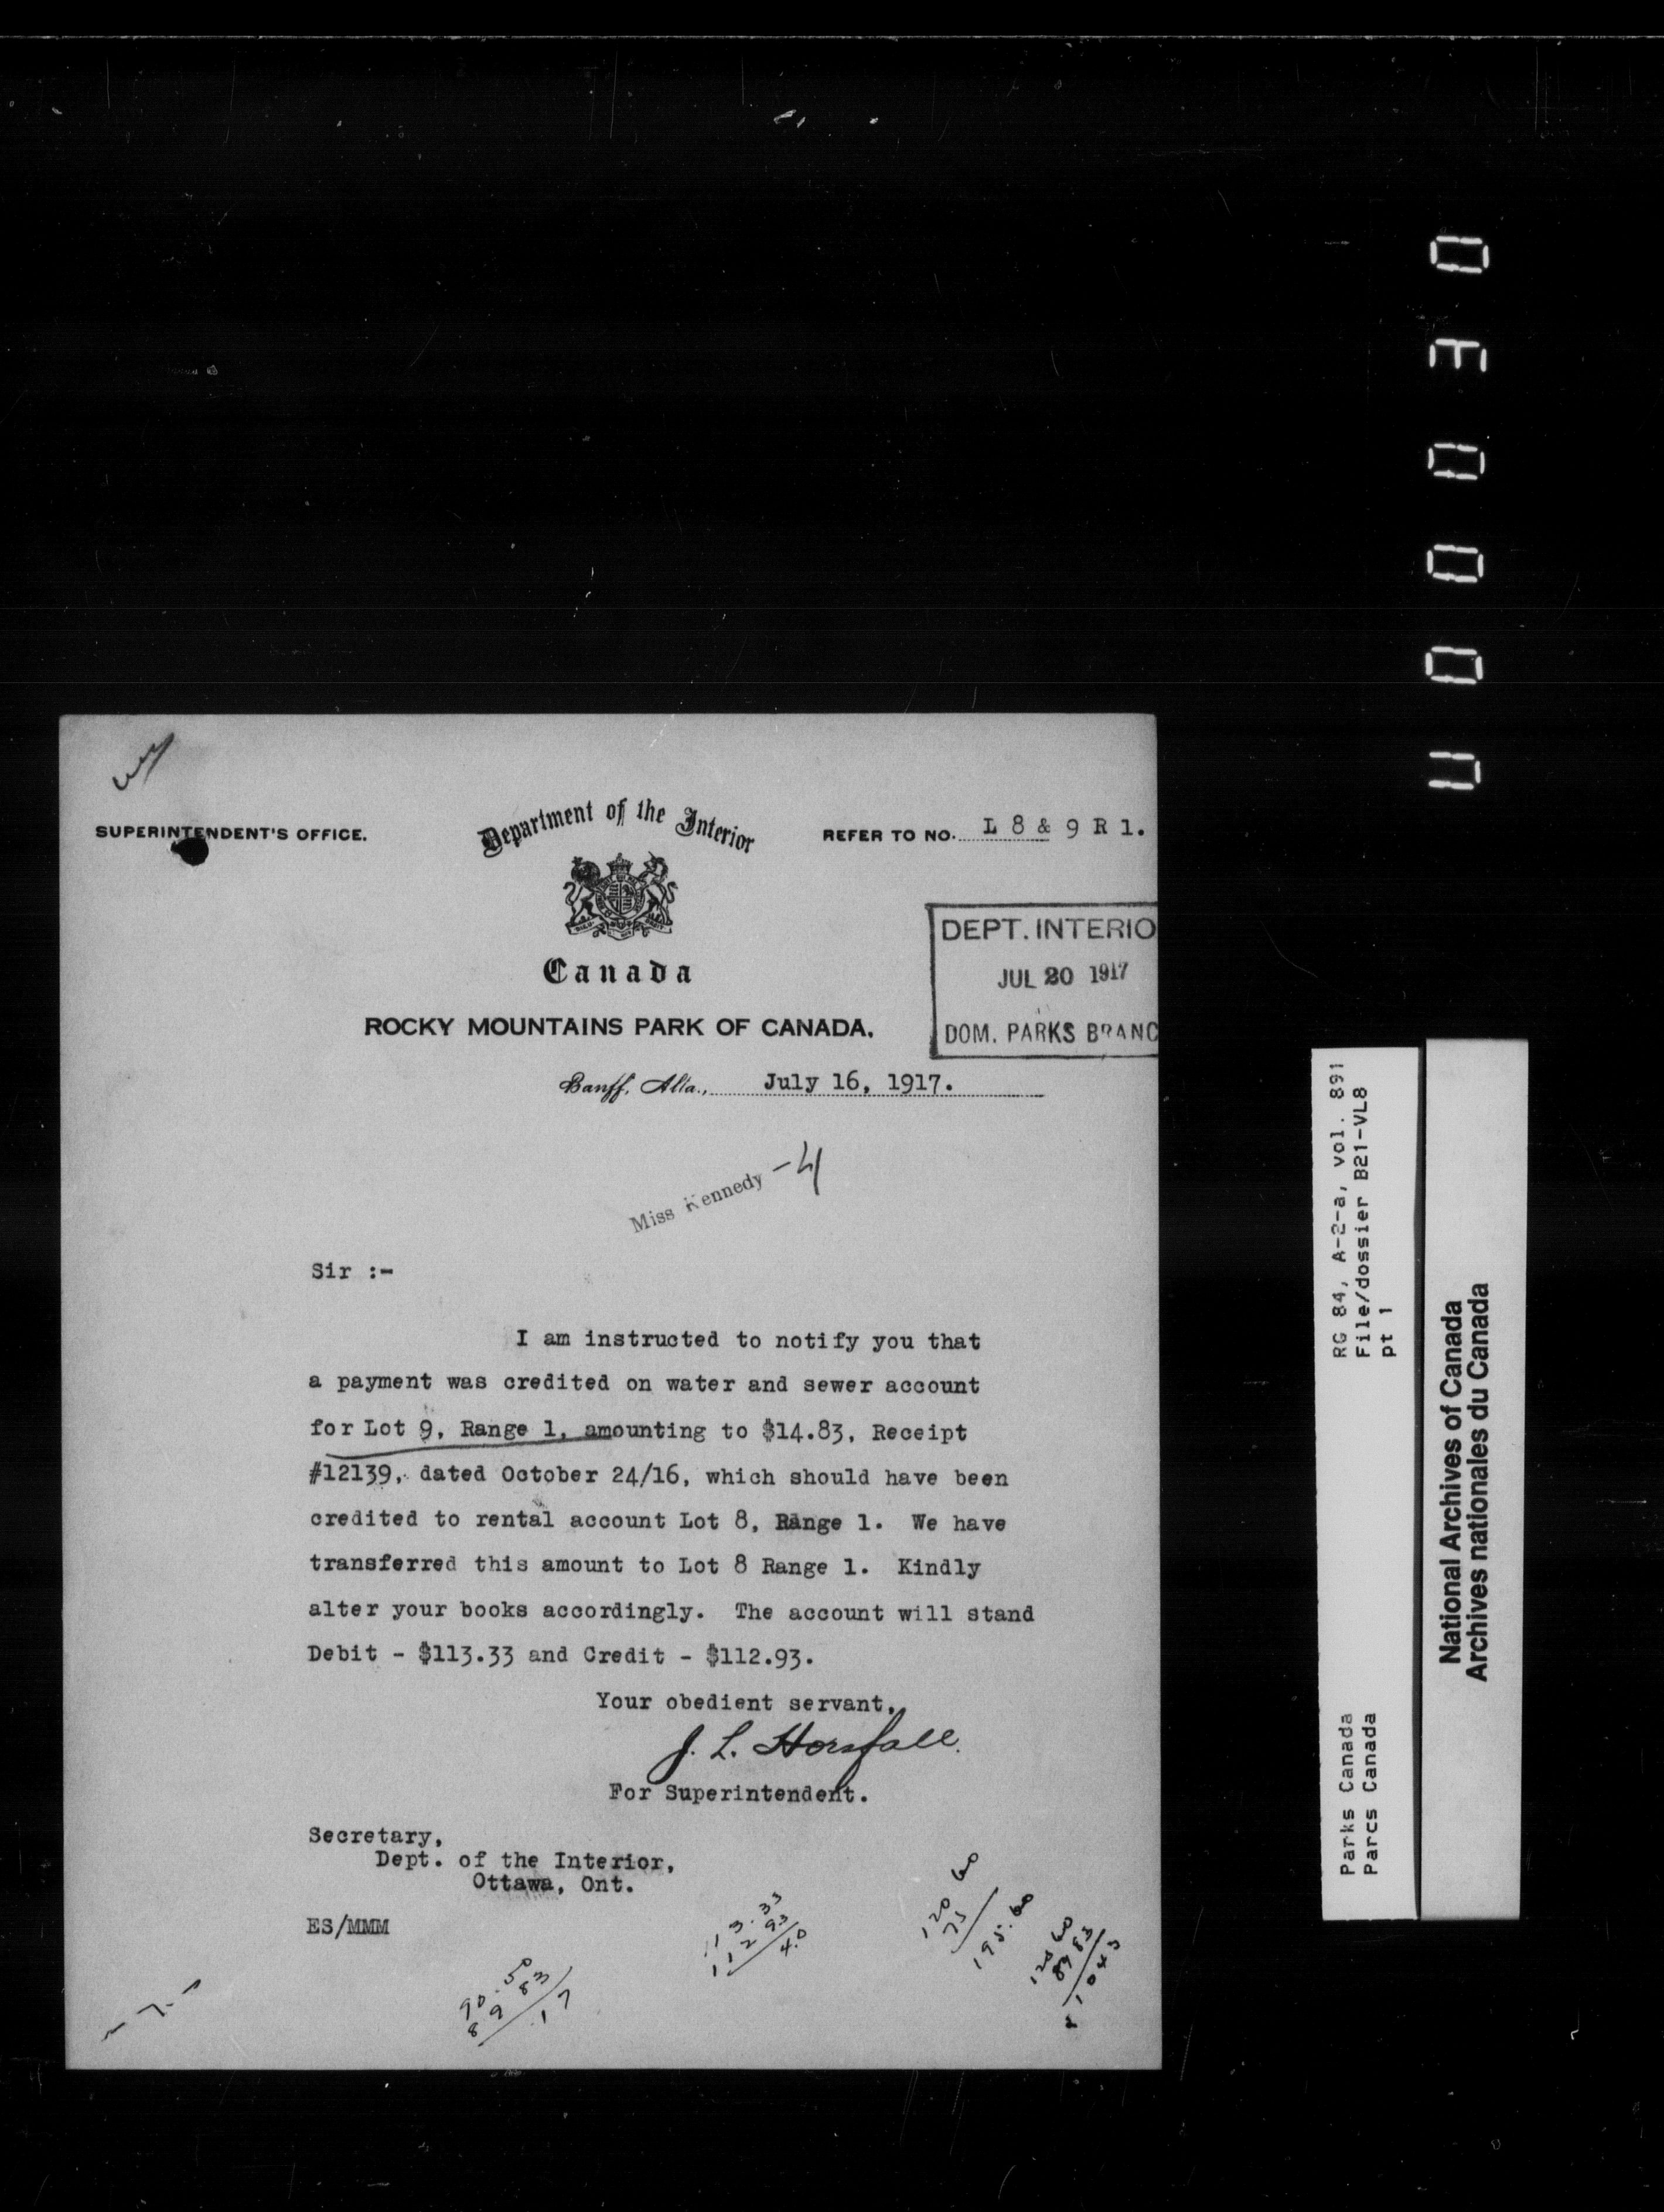 SUPERINTENDENT'S OFFICE.
Department of the Interior
Canada
REFER TO NO. L 8 & 9 R 1.
DEPT. INTERIO
JUL 20 1917
DOM. PARKS BRANC
ROCKY MOUNTAINS PARK OF CANADA.
Banff, Alta., July 16, 1917.
Miss Kennedy -4
Sir :-
I am instructed to notify you that
a payment was credited on water and sewer account
for Lot 9, Range 1, amounting to $14.83, Receipt
#12139, dated October 24/16, which should have been
credited to rental account Lot 8, Range 1. We have
transferred this amount to Lot 8 Range 1. Kindly
alter your books accordingly. The account will stand
Debit - $113.33 and Credit - $112.93.
Your obedient servant,
J. L. Horsfall.
For Superintendent.
Secretary,
Dept. of the Interior,
Ottawa, Ont.
ES/MMM
90.50
89 83
.17
113.33
112 93
40
120 60
75
195.60
120 60
RG 84, A-2-a, vol. 891
File/dossier B21-VL8
pt 1
Parks Canada
Parcs Canada
National Archives of Canada
Archives nationales du Canada